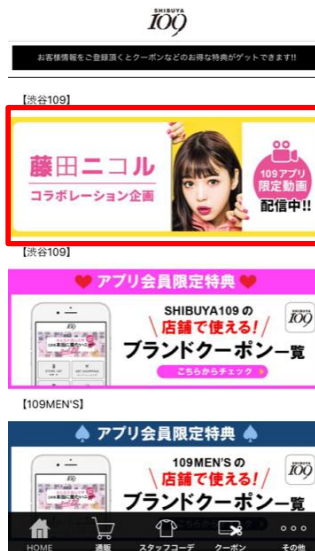 SHIBUYA
109
お客様情報をご登録頂くとクーポンなどのお得な特典がゲットできます!!
【渋谷109】
藤田ニコル
コラボレーション企画
109アプリ
限定動画
配信中!!
【渋谷109】
アプリ会員限定特典
SHIBUYA109の
店舗で使える!
ブランドクーポン一覧
こちらからチェック
SHIBUYA
109
【109MEN'S】
アプリ会員限定特典
109MEN'Sの
店舗で使える!
ブランドクーポン一覧
SHIBUYA
109
HOME
通販
スタッフコーデ
クーポン
その他